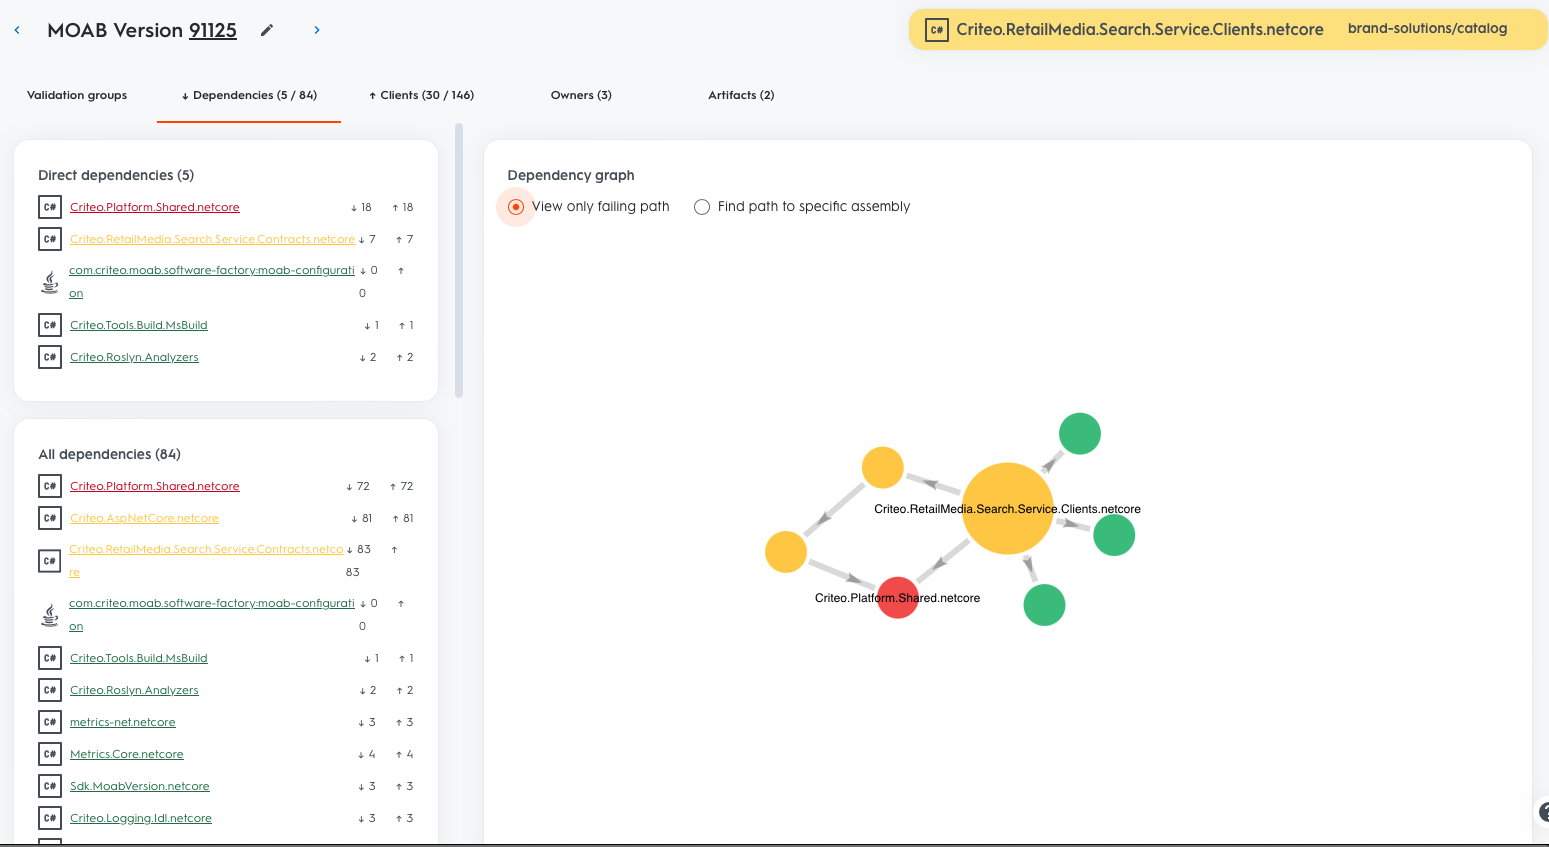 MOAB Version 91125
C# Criteo.RetailMedia.Search.Service.Clients.netcore brand-solutions/catalog
Validation groups ↓ Dependencies (5 / 84) ↑ Clients (30 / 146) Owners (3) Artifacts (2)
Direct dependencies (5)
C# Criteo.Platform.Shared.netcore ↓ 18 ↑ 18
C# Criteo.RetailMedia.Search.Service.Contracts.netcore ↓ 7 ↑ 7
com.criteo.moab.software-factory:moab-configurati ↓ 0 ↑
on 0
C# Criteo.Tools.Build.MsBuild ↓ 1 ↑ 1
C# Criteo.Roslyn.Analyzers ↓ 2 ↑ 2
All dependencies (84)
C# Criteo.Platform.Shared.netcore ↓ 72 ↑ 72
C# Criteo.AspNetCore.netcore ↓ 81 ↑ 81
C# Criteo.RetailMedia.Search.Service.Contracts.netco ↓ 83 ↑
re 83
com.criteo.moab.software-factory:moab-configurati ↓ 0 ↑
on 0
C# Criteo.Tools.Build.MsBuild ↓ 1 ↑ 1
C# Criteo.Roslyn.Analyzers ↓ 2 ↑ 2
C# metrics-net.netcore ↓ 3 ↑ 3
C# Metrics.Core.netcore ↓ 4 ↑ 4
C# Sdk.MoabVersion.netcore ↓ 3 ↑ 3
C# Criteo.Logging.Idl.netcore ↓ 3 ↑ 3
Dependency graph
View only failing path Find path to specific assembly
Criteo.RetailMedia.Search.Service.Clients.netcore
Criteo.Platform.Shared.netcore
?